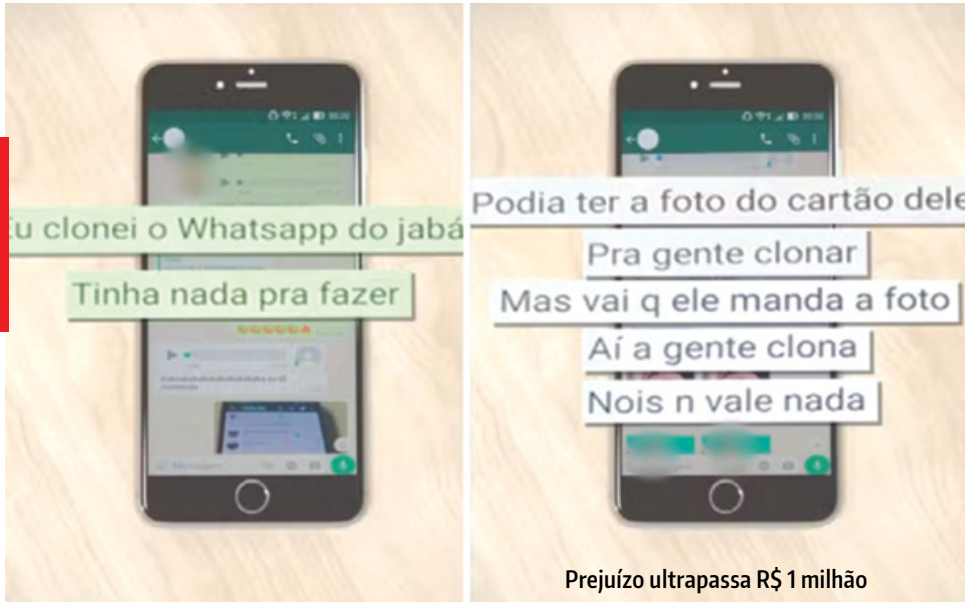 Eu clonei o Whatsapp do jabá
Tinha nada pra fazer
Mensagem
Podia ter a foto do cartão dele
Pra gente clonar
Mas vai q ele manda a foto
Aí a gente clona
Nois n vale nada
Prejuízo ultrapassa R$ 1 milhão